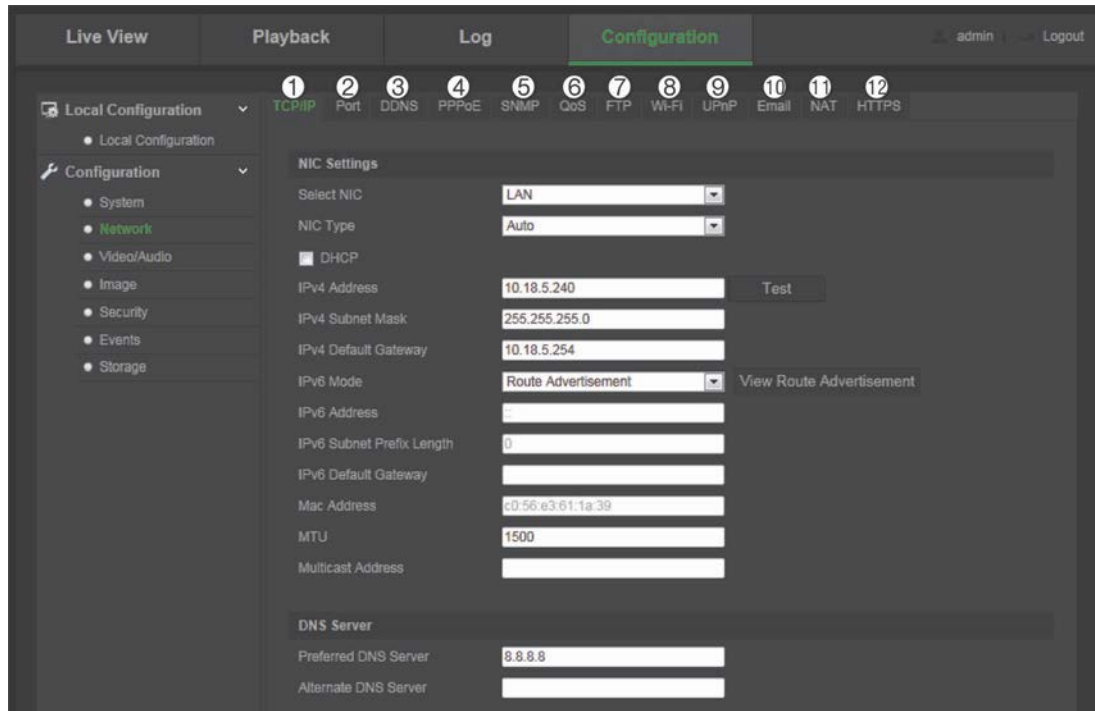 Live View Playback Log Configuration admin Logout
① ② ③ ④ ⑤ ⑥ ⑦ ⑧ ⑨ ⑩ ⑪ ⑫
Local Configuration TCP/IP Port DDNS PPPoE SNMP QoS FTP Wi-Fi UPnP Email NAT HTTPS
Local Configuration
Configuration
System
Network
Video/Audio
Image
Security
Events
Storage
NIC Settings
Select NIC LAN
NIC Type Auto
DHCP
IPv4 Address 10.18.5.240 Test
IPv4 Subnet Mask 255.255.255.0
IPv4 Default Gateway 10.18.5.254
IPv6 Mode Route Advertisement View Route Advertisement
IPv6 Address ::
IPv6 Subnet Prefix Length 0
IPv6 Default Gateway
Mac Address c0:56:e3:61:1a:39
MTU 1500
Multicast Address
DNS Server
Preferred DNS Server 8.8.8.8
Alternate DNS Server